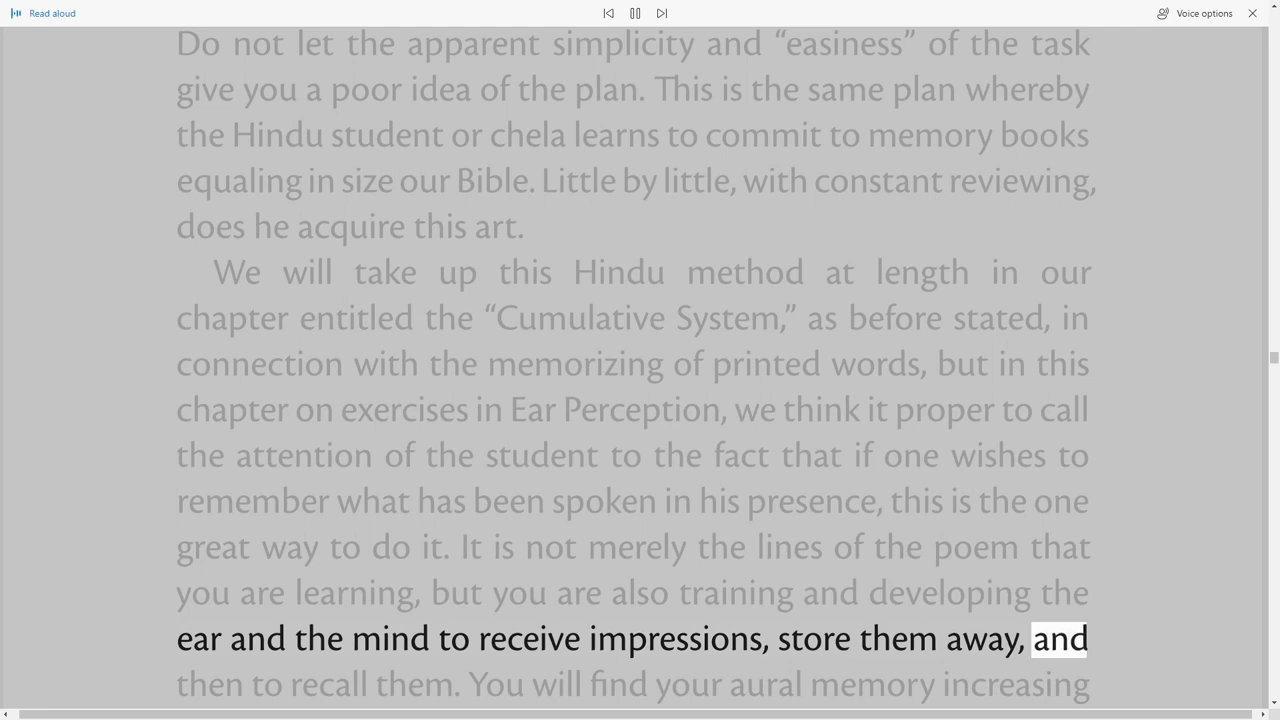 Read aloud
Voice options
Do not let the apparent simplicity and “easiness” of the task
give you a poor idea of the plan. This is the same plan whereby
the Hindu student or chela learns to commit to memory books
equaling in size our Bible. Little by little, with constant reviewing,
does he acquire this art.
We will take up this Hindu method at length in our
chapter entitled the “Cumulative System,” as before stated, in
connection with the memorizing of printed words, but in this
chapter on exercises in Ear Perception, we think it proper to call
the attention of the student to the fact that if one wishes to
remember what has been spoken in his presence, this is the one
great way to do it. It is not merely the lines of the poem that
you are learning, but you are also training and developing the
ear and the mind to receive impressions, store them away, and
then to recall them. You will find your aural memory increasing